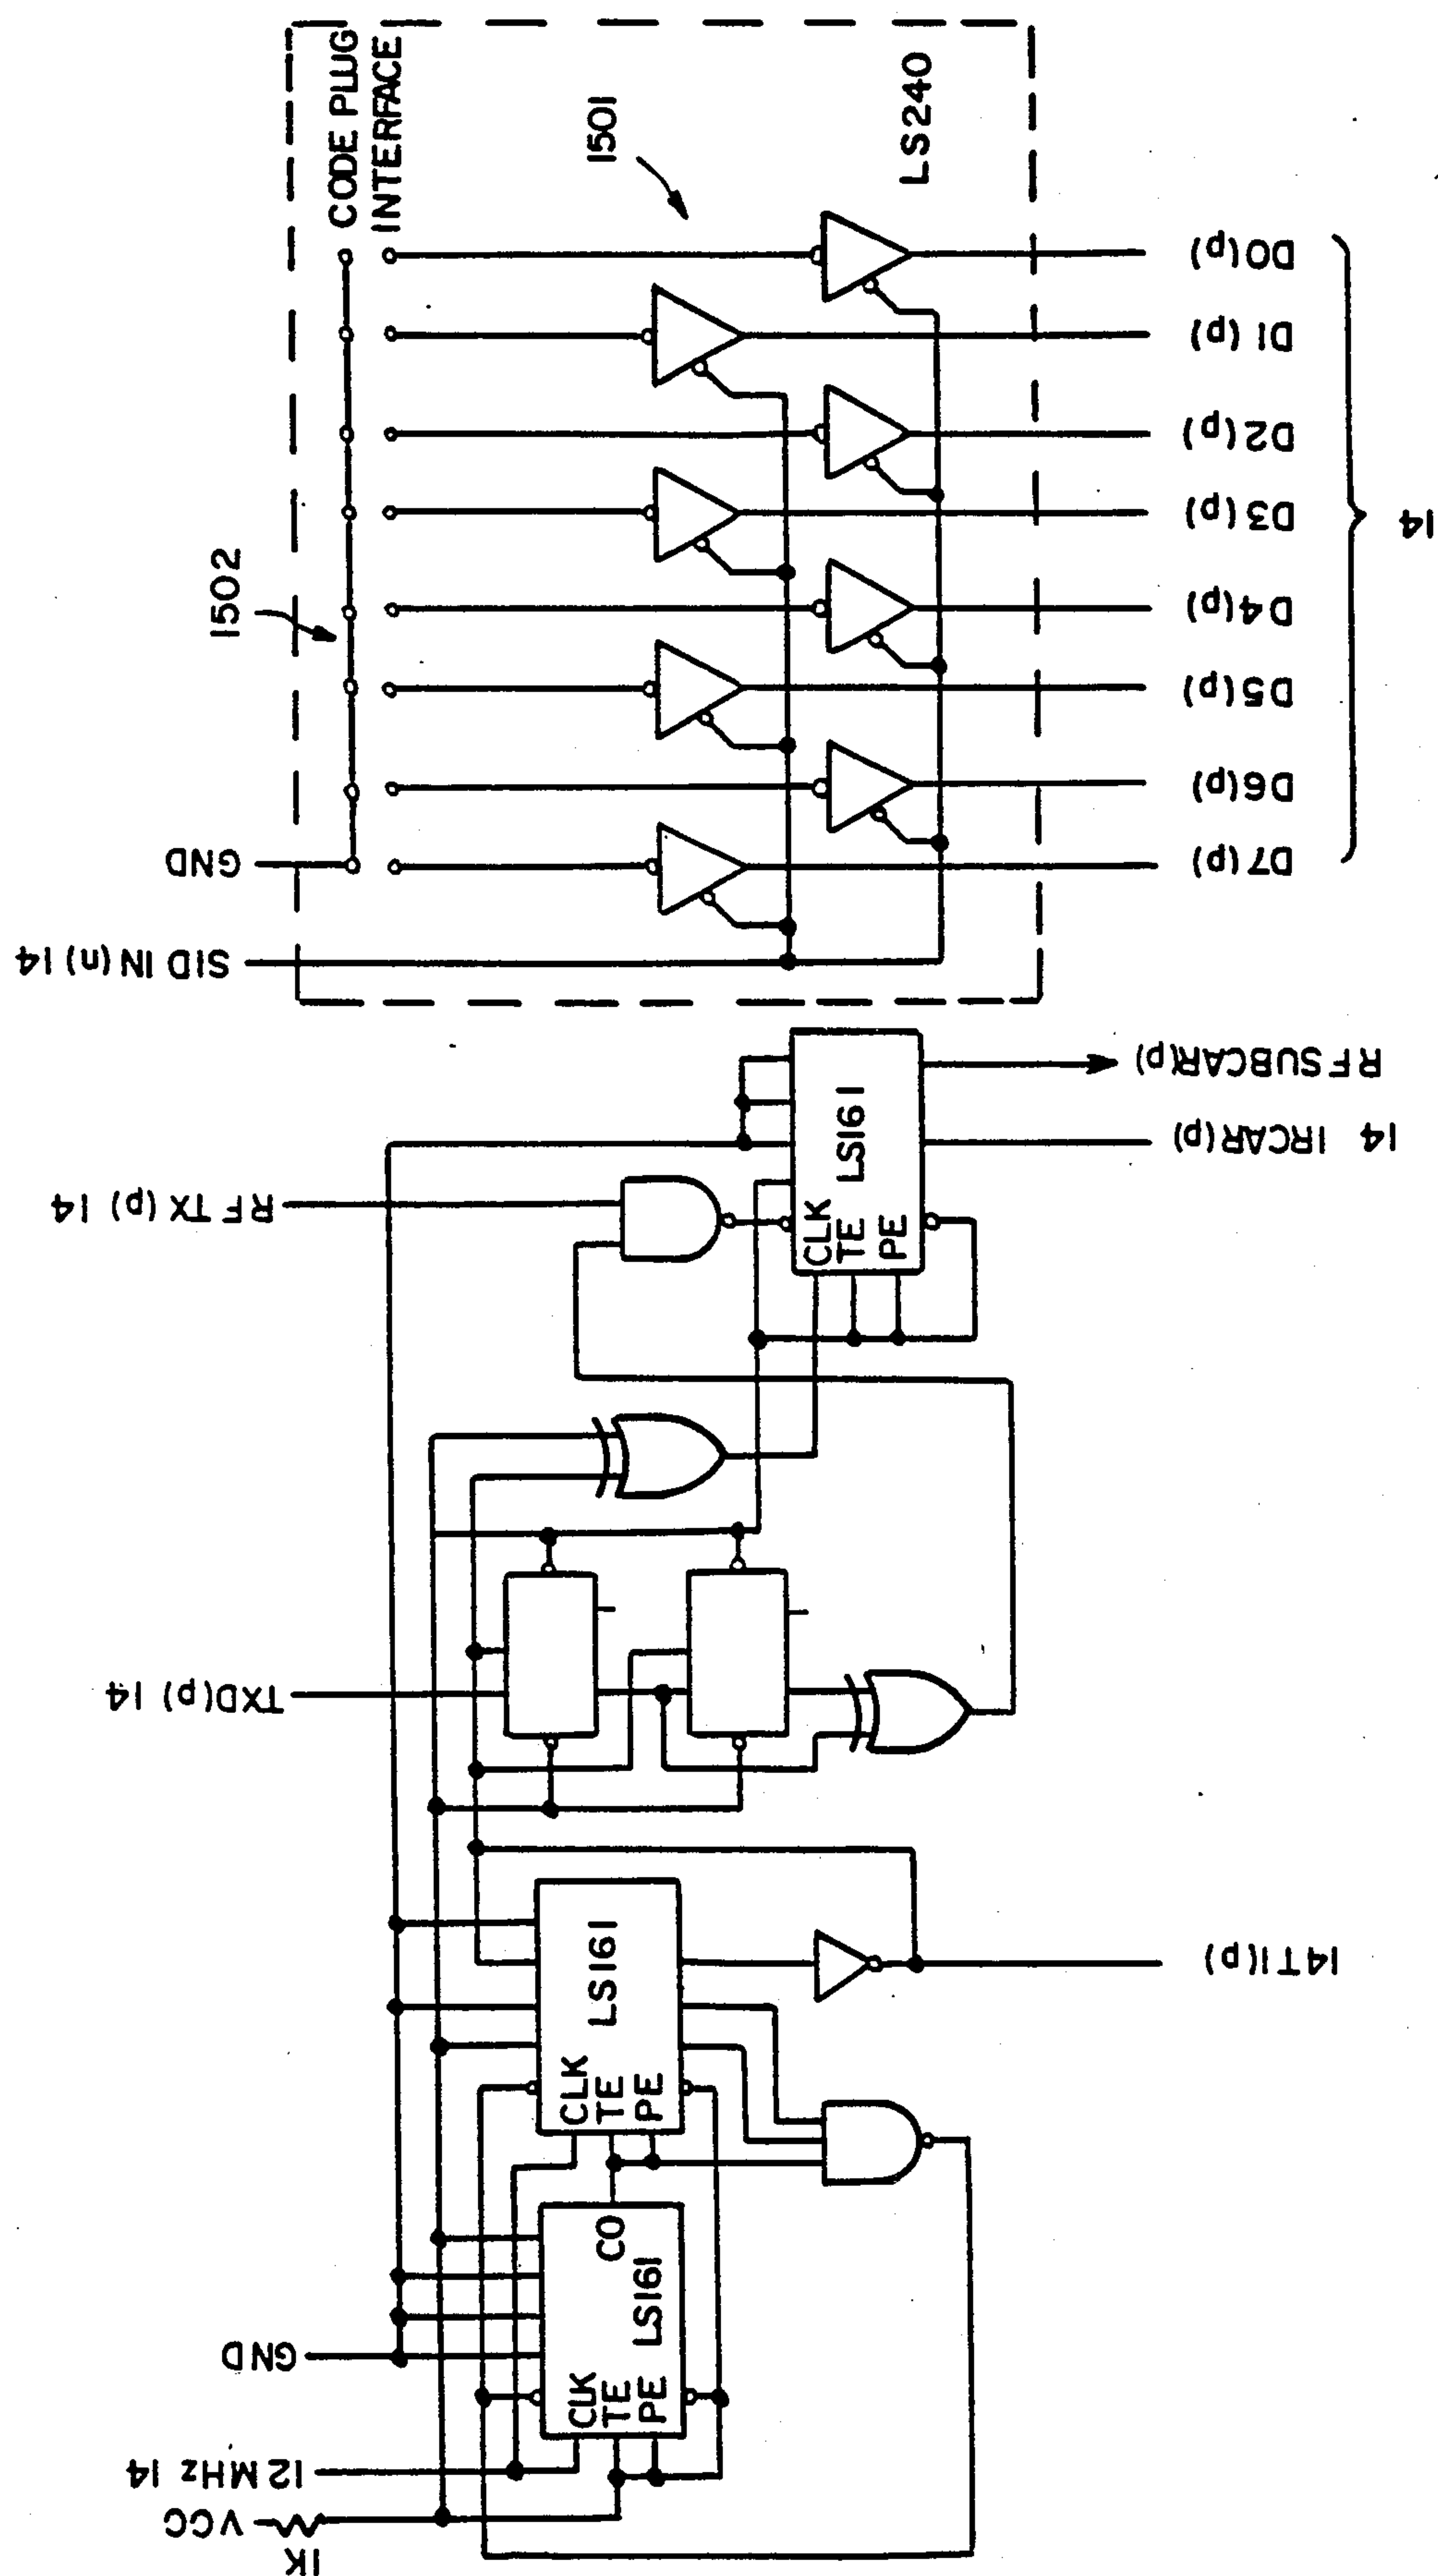 CODE PLUG
INTERFACE
1501
LS240
1502
GND
SID IN(n) 14
D0(p)
D1(p)
D2(p)
D3(p)
D4(p)
D5(p)
D6(p)
D7(p)
14
RF SUBCAR(p)
14 IRCAR(p)
RF TX (p) 14
LS161
CLK
TE
PE
TXD(p) 14
14 T1(p)
LS161
CLK
TE
PE
CO
LS161
CLK
TE
PE
GND
12 MHz 14
VCC
1K